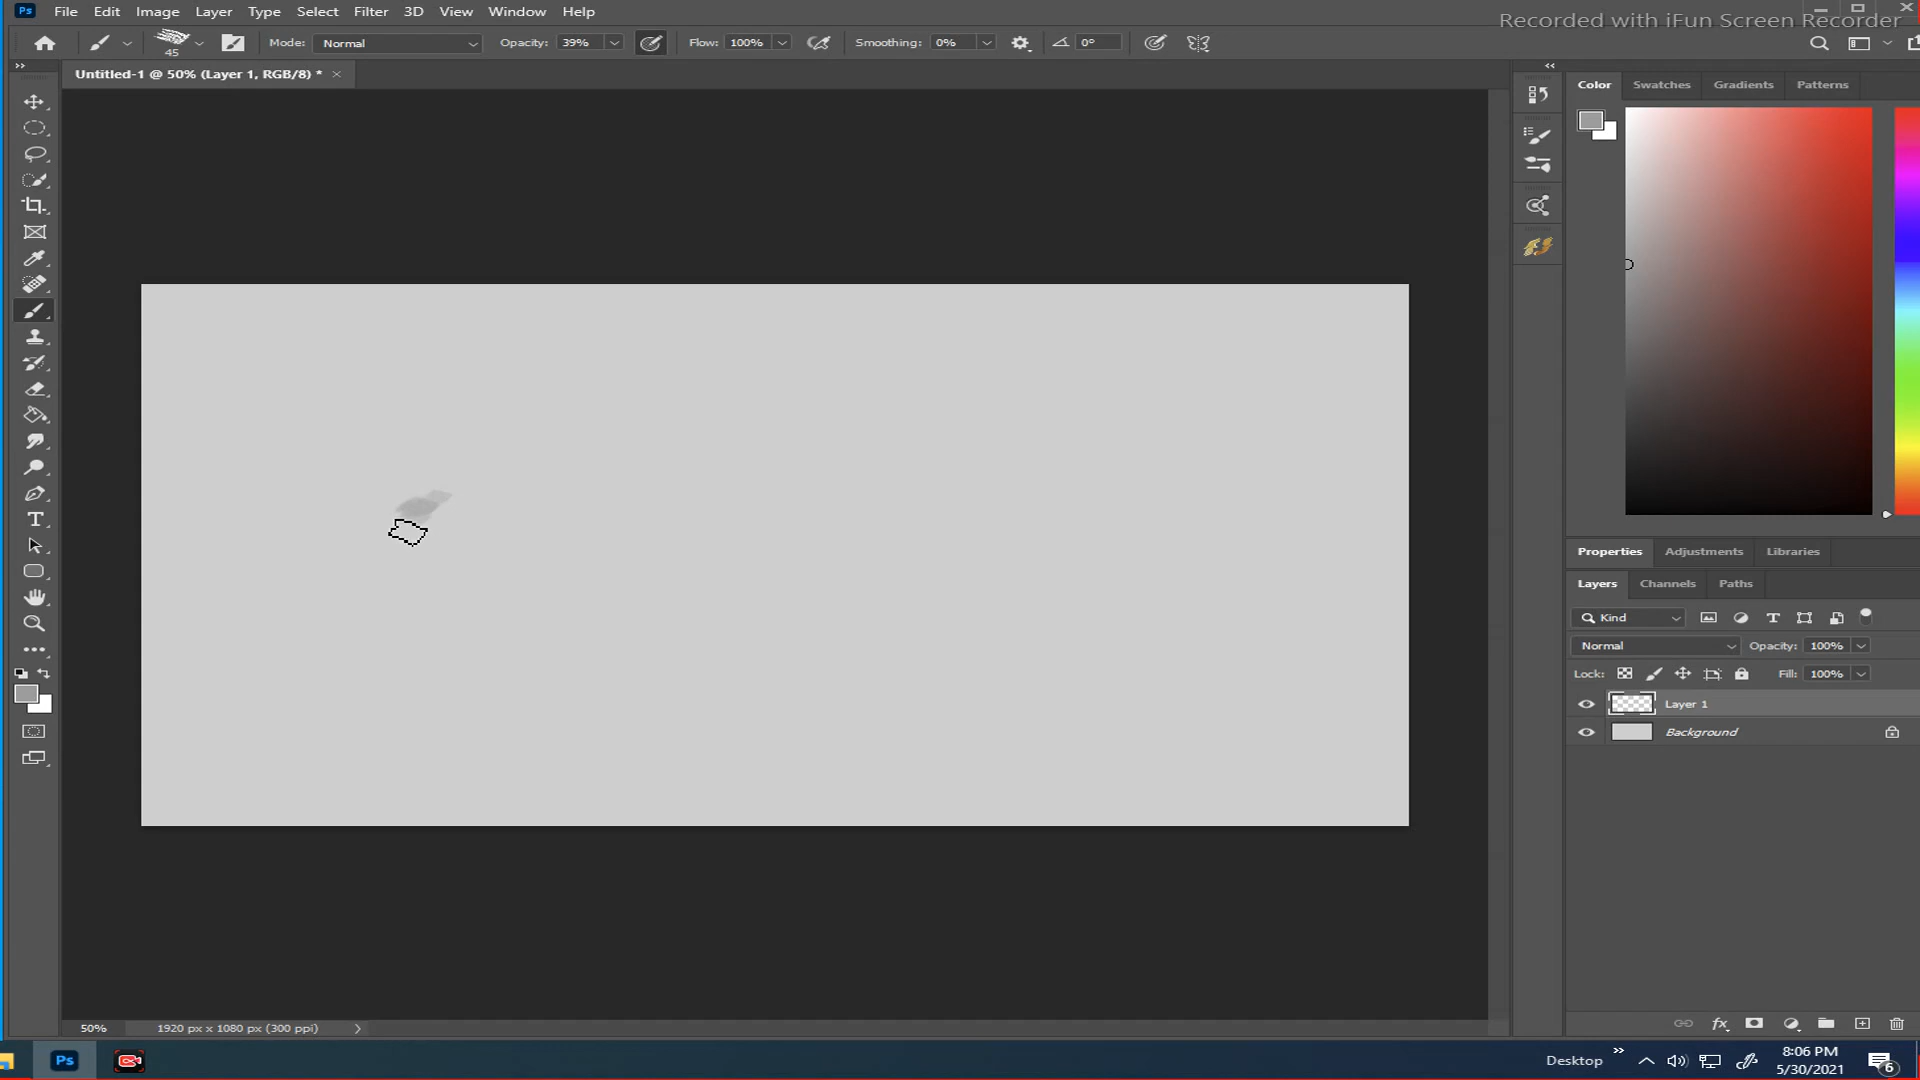 Ps File Edit Image Layer Type Select Filter 3D View Window Help
Recorded with iFun Screen Recorder
45 Mode: Normal Opacity: 39% Flow: 100% Smoothing: 0% 0°
Untitled-1 @ 50% (Layer 1, RGB/8) *
Color Swatches Gradients Patterns
Properties Adjustments Libraries
Layers Channels Paths
Kind
Normal Opacity: 100%
Lock: Fill: 100%
Layer 1
Background
50% 1920 px x 1080 px (300 ppi)
Ps
Desktop
8:06 PM
5/30/2021
6